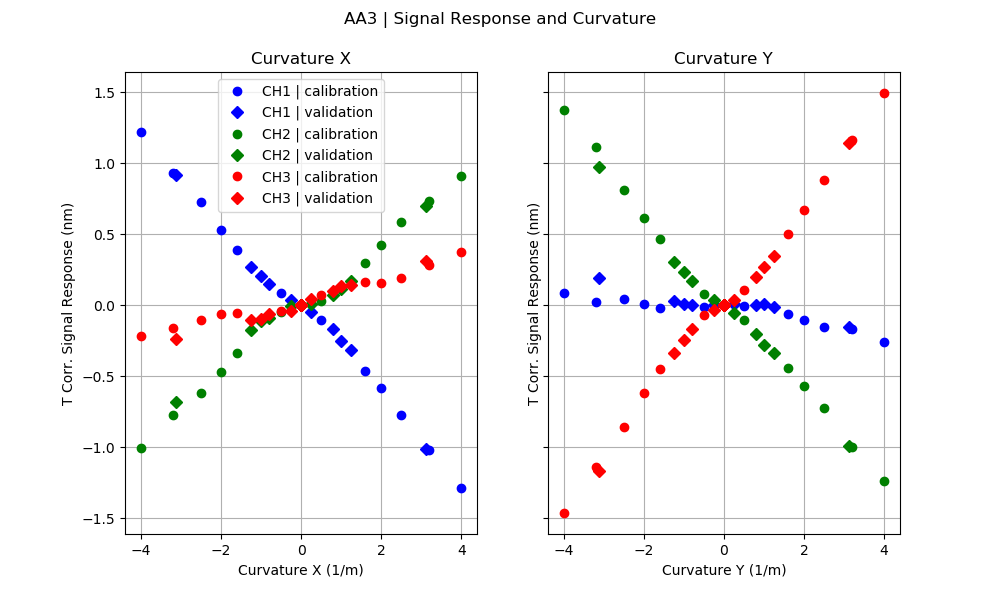 AA3 | Signal Response and Curvature
Curvature X
Curvature Y
CH1 | calibration
CH1 | validation
CH2 | calibration
CH2 | validation
CH3 | calibration
CH3 | validation
T Corr. Signal Response (nm)
1.5
1.0
0.5
0.0
−0.5
−1.0
−1.5
−4
−2
0
2
4
Curvature X (1/m)
T Corr. Signal Response (nm)
−4
−2
0
2
4
Curvature Y (1/m)